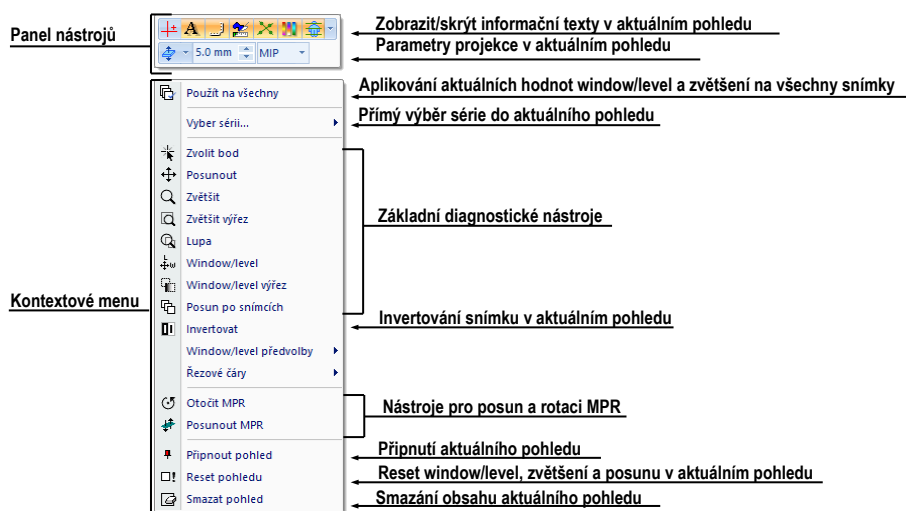 Panel nástrojů
Zobrazit/skrýt informační texty v aktuálním pohledu
Parametry projekce v aktuálním pohledu
A
5.0 mm
MIP
Použít na všechny
Aplikování aktuálních hodnot window/level a zvětšení na všechny snímky
Vyber sérii...
Přímý výběr série do aktuálního pohledu
Zvolit bod
Posunout
Zvětšit
Zvětšit výřez
Základní diagnostické nástroje
Lupa
Window/level
Window/level výřez
Kontextové menu
Posun po snímcích
Invertovat
Invertování snímku v aktuálním pohledu
Window/level předvolby
Řezové čáry
Otočit MPR
Nástroje pro posun a rotaci MPR
Posunout MPR
Připnout pohled
Připnutí aktuálního pohledu
Reset pohledu
Reset window/level, zvětšení a posunu v aktuálním pohledu
Smazat pohled
Smazání obsahu aktuálního pohledu